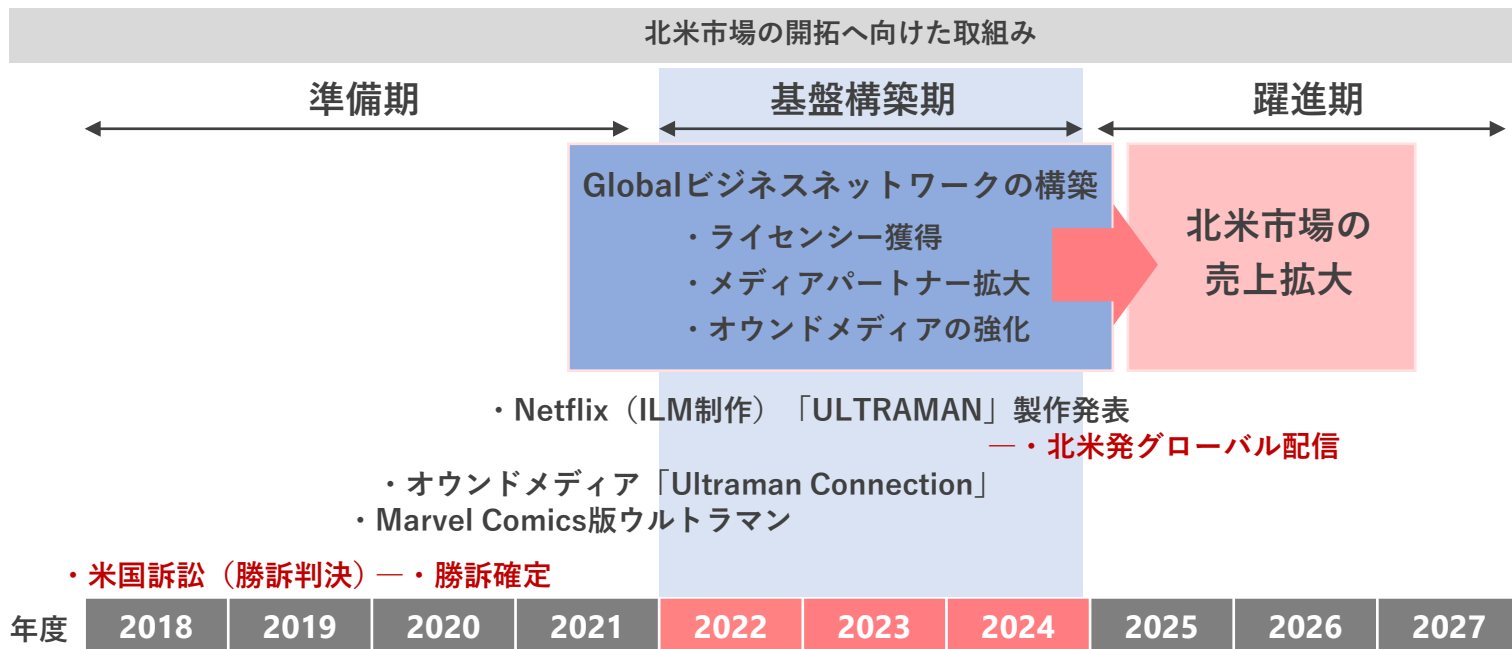 北米市場の開拓へ向けた取組み
準備期
基盤構築期
躍進期
Globalビジネスネットワークの構築
・ライセンシー獲得
・メディアパートナー拡大
・オウンドメディアの強化
北米市場の
売上拡大
・Netflix（ILM制作）「ULTRAMAN」製作発表
―・北米発グローバル配信
・オウンドメディア「Ultraman Connection」
・Marvel Comics版ウルトラマン
・米国訴訟（勝訴判決）―・勝訴確定
年度 2018 2019 2020 2021 2022 2023 2024 2025 2026 2027